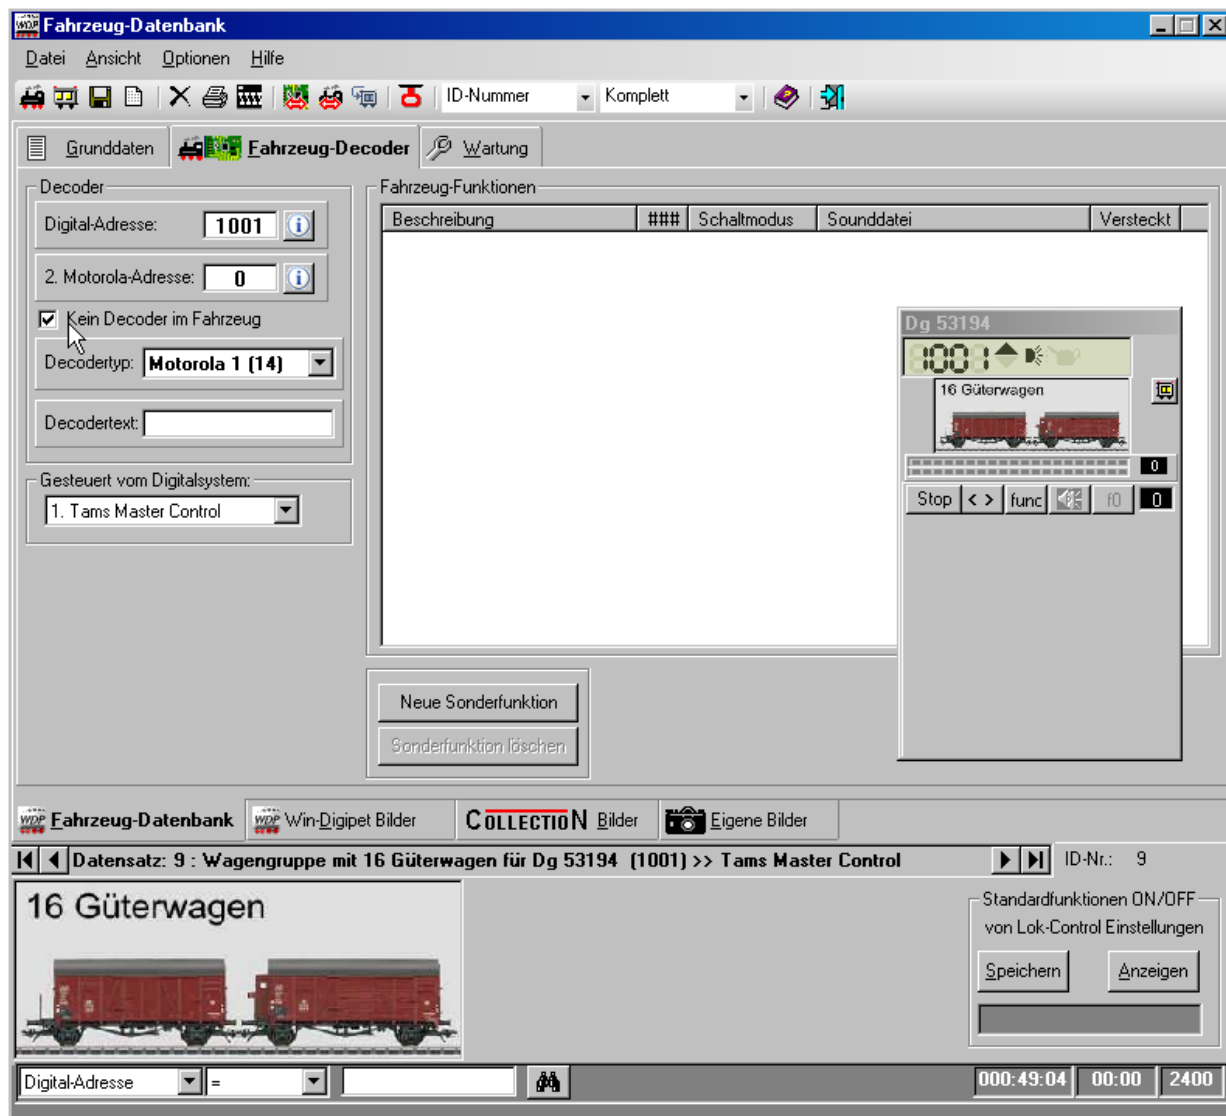 WDP Fahrzeug-Datenbank
Datei Ansicht Optionen Hilfe
ID-Nummer Komplett
Grunddaten Fahrzeug-Decoder Wartung
Decoder
Digital-Adresse: 1001
2. Motorola-Adresse: 0
Kein Decoder im Fahrzeug
Decodertyp: Motorola 1 (14)
Decodertext:
Gesteuert vom Digitalsystem:
1. Tams Master Control
Fahrzeug-Funktionen
Beschreibung ### Schaltmodus Sounddatei Versteckt
Dg 53194
1001
16 Güterwagen
0
Stop < > func f0 0
Neue Sonderfunktion
Sonderfunktion löschen
WDP Fahrzeug-Datenbank WDP Win-Digipet Bilder COLLECTION Bilder Eigene Bilder
Datensatz: 9 : Wagengruppe mit 16 Güterwagen für Dg 53194 (1001) >> Tams Master Control ID-Nr.: 9
16 Güterwagen
Standardfunktionen ON/OFF
von Lok-Control Einstellungen
Speichern Anzeigen
Digital-Adresse = 000:49:04 00:00 2400